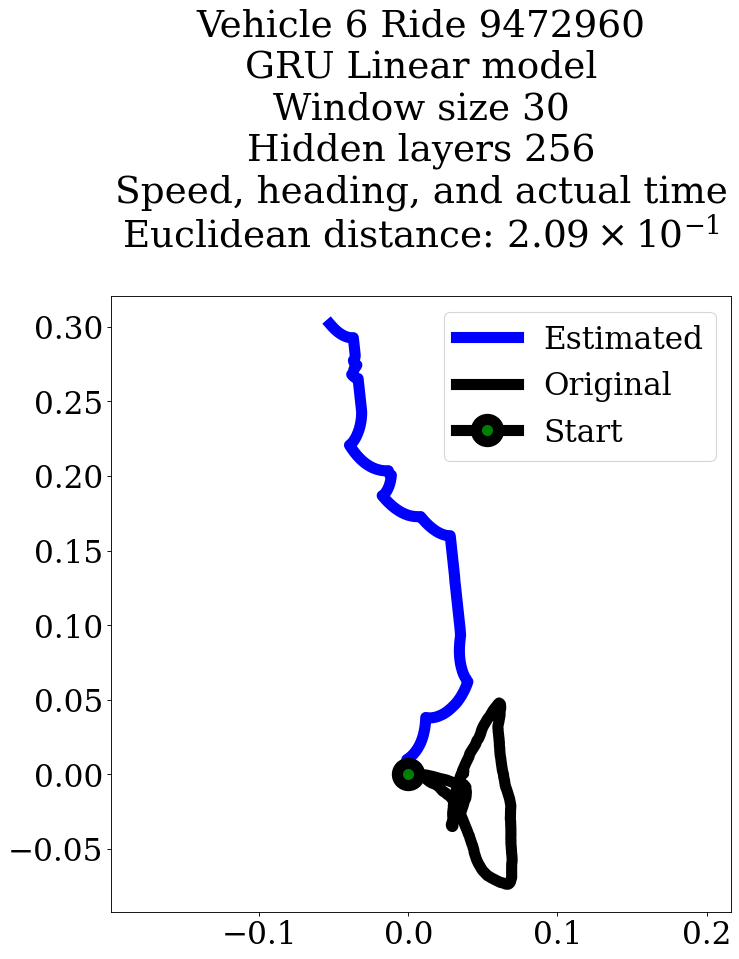 Vehicle 6 Ride 9472960
GRU Linear model
Window size 30
Hidden layers 256
Speed, heading, and actual time
Euclidean distance: 2.09 × 10⁻¹
Estimated
Original
Start
0.30
0.25
0.20
0.15
0.10
0.05
0.00
−0.05
−0.1
0.0
0.1
0.2